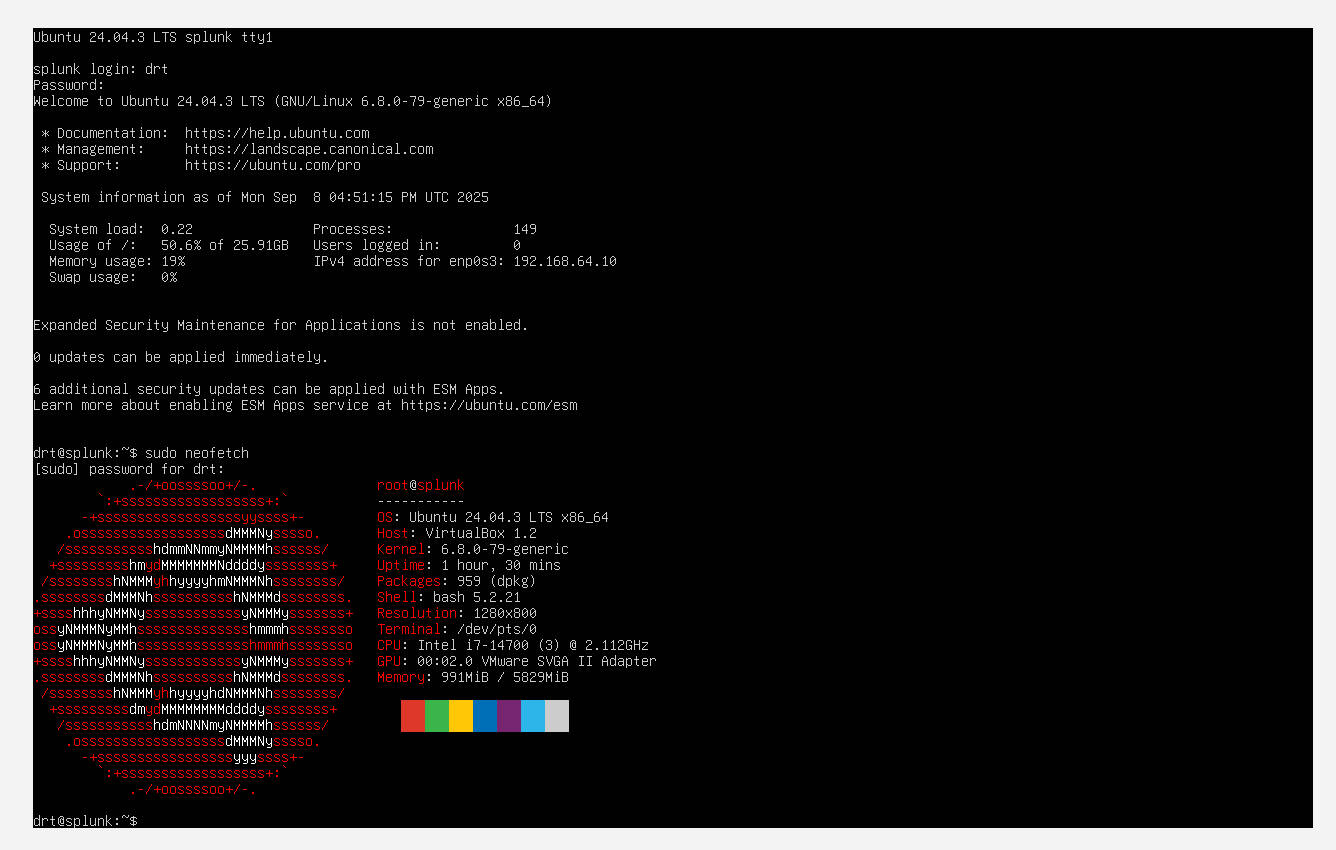 Ubuntu 24.04.3 LTS splunk tty1

splunk login: drt
Password:
Welcome to Ubuntu 24.04.3 LTS (GNU/Linux 6.8.0-79-generic x86_64)

 * Documentation:  https://help.ubuntu.com
 * Management:     https://landscape.canonical.com
 * Support:        https://ubuntu.com/pro

 System information as of Mon Sep  8 04:51:15 PM UTC 2025

  System load:  0.22               Processes:               149
  Usage of /:   50.6% of 25.91GB   Users logged in:         0
  Memory usage: 19%                IPv4 address for enp0s3: 192.168.64.10
  Swap usage:   0%


Expanded Security Maintenance for Applications is not enabled.

0 updates can be applied immediately.

6 additional security updates can be applied with ESM Apps.
Learn more about enabling ESM Apps service at https://ubuntu.com/esm


drt@splunk:~$ sudo neofetch
[sudo] password for drt:
            .-/+oossssoo+/-.               root@splunk
        `:+ssssssssssssssssss+:`           -----------
      -+ssssssssssssssssssyyssss+-         OS: Ubuntu 24.04.3 LTS x86_64
    .ossssssssssssssssssdMMMNysssso.       Host: VirtualBox 1.2
   /ssssssssssshdmmNNmmyNMMMMhssssss/      Kernel: 6.8.0-79-generic
  +ssssssssshmydMMMMMMMNddddyssssssss+     Uptime: 1 hour, 30 mins
 /sssssssshNMMMyhhyyyyhmNMMMNhssssssss/    Packages: 959 (dpkg)
.ssssssssdMMMNhsssssssssshNMMMdssssssss.   Shell: bash 5.2.21
+sssshhhyNMMNyssssssssssssyNMMMysssssss+   Resolution: 1280x800
ossyNMMMNyMMhsssssssssssssshmmmhssssssso   Terminal: /dev/pts/0
ossyNMMMNyMMhsssssssssssssshmmmhssssssso   CPU: Intel i7-14700 (3) @ 2.112GHz
+sssshhhyNMMNyssssssssssssyNMMMysssssss+   GPU: 00:02.0 VMware SVGA II Adapter
.ssssssssdMMMNhsssssssssshNMMMdssssssss.   Memory: 991MiB / 5829MiB
 /sssssssshNMMMyhhyyyyhdNMMMNhssssssss/
  +sssssssssdmydMMMMMMMMddddyssssssss+
   /ssssssssssshdmNNNNmyNMMMMhssssss/
    .ossssssssssssssssssdMMMNysssso.
      -+sssssssssssssssssyyyssss+-
        `:+ssssssssssssssssss+:`
            .-/+oossssoo+/-.

drt@splunk:~$